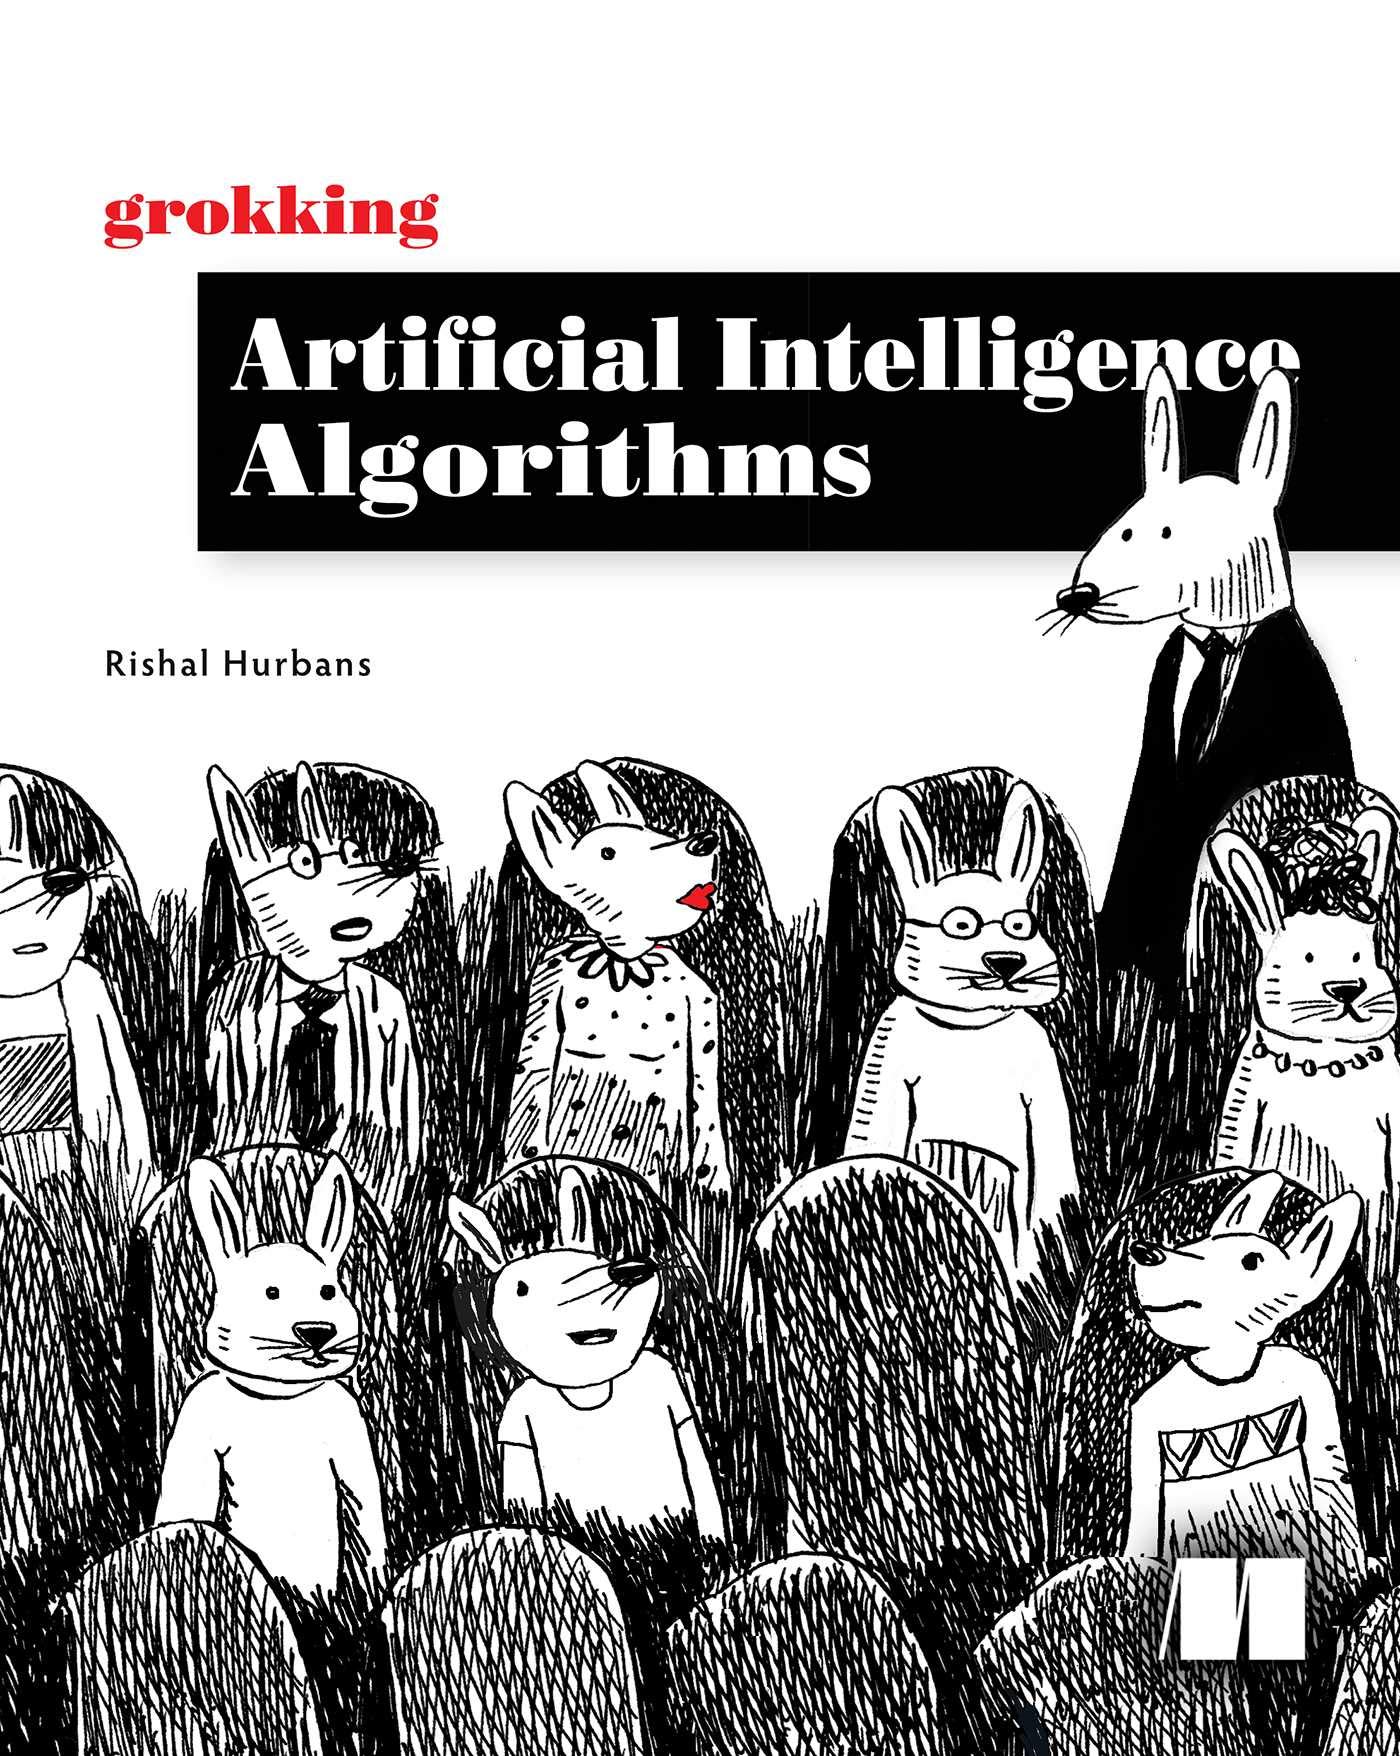 grokking
Artificial Intelligence
Algorithms
Rishal Hurbans